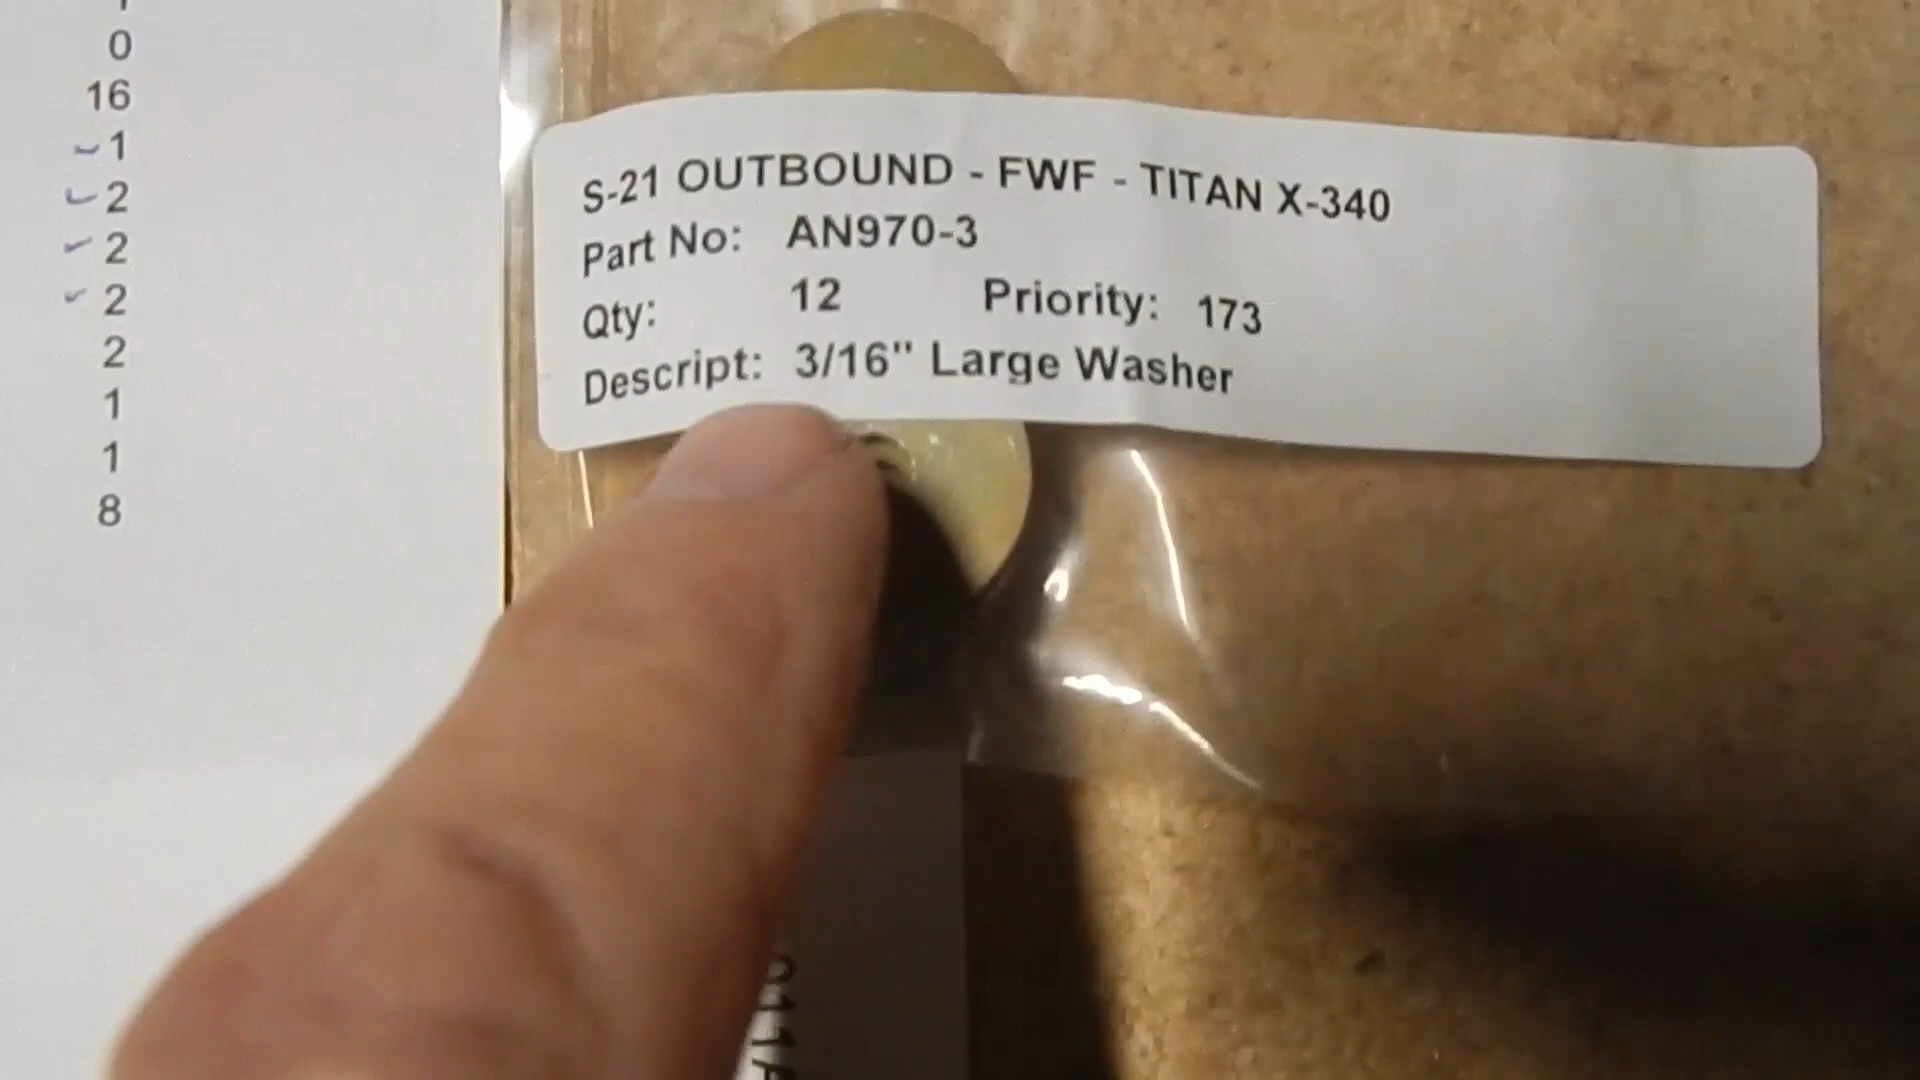 0
16
1
2
2
2
2
1
1
8
S-21 OUTBOUND - FWF - TITAN X-340
Part No: AN970-3
Qty: 12 Priority: 173
Descript: 3/16" Large Washer